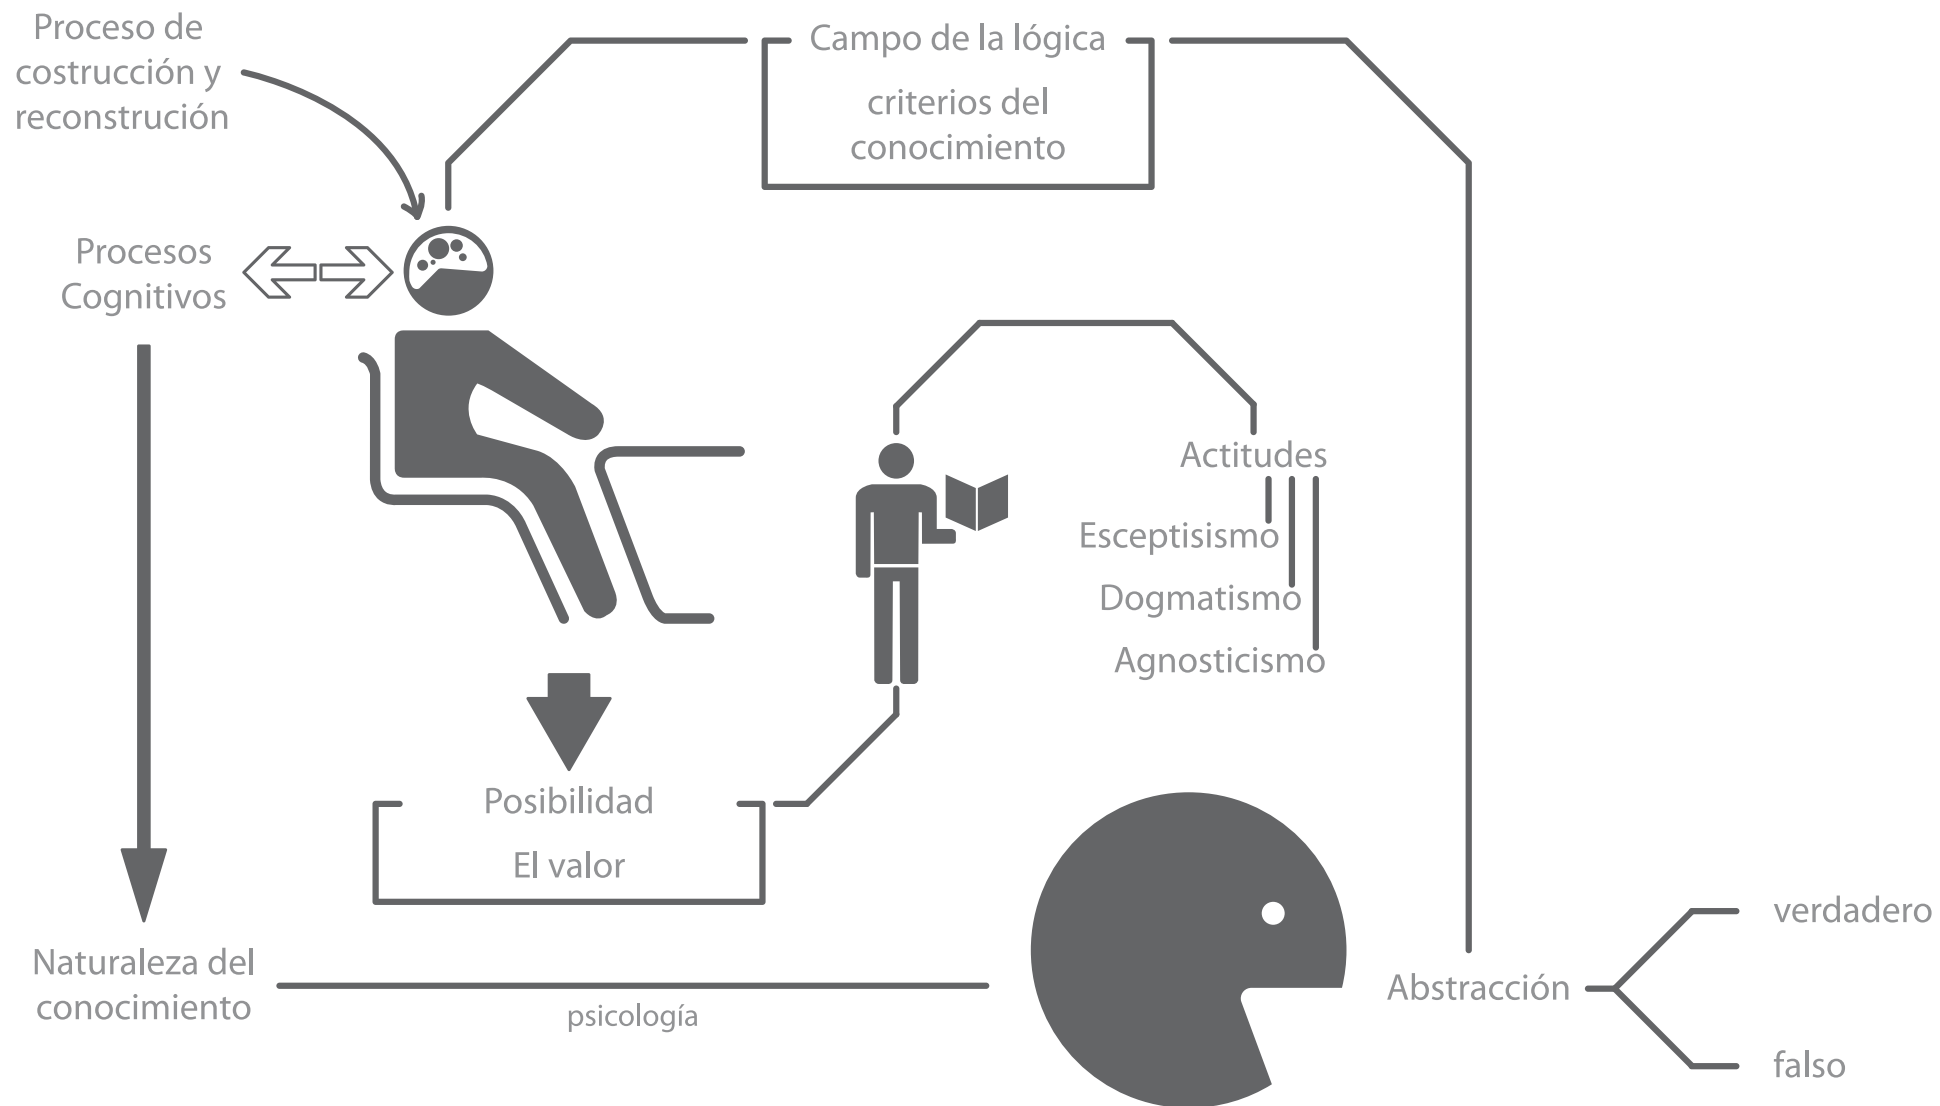 Proceso de
costrucción y
reconstrución
Campo de la lógica
criterios del
conocimiento
Procesos
Cognitivos
Actitudes
Esceptisismo
Dogmatismo
Agnosticismo
Posibilidad
El valor
Naturaleza del
conocimiento
psicología
Abstracción
verdadero
falso